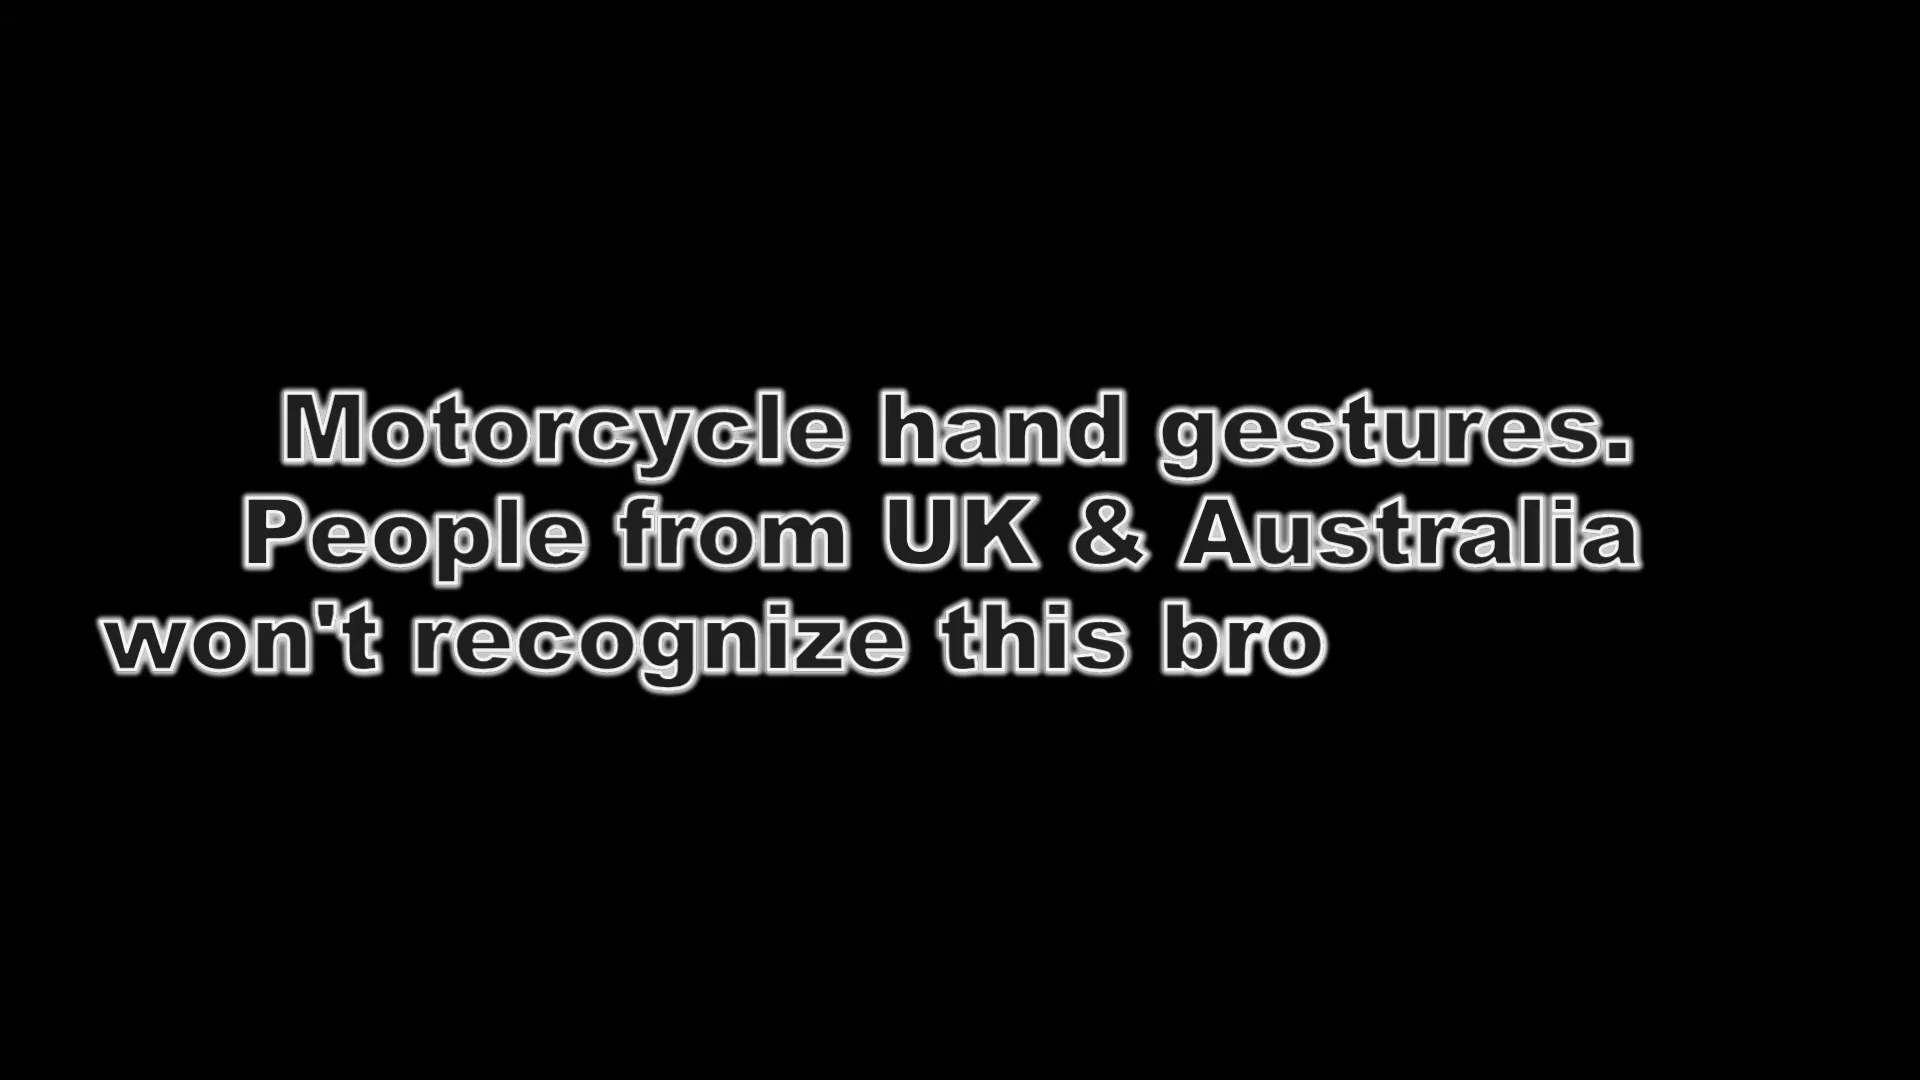 Motorcycle hand gestures.
People from UK & Australia
won't recognize this bro